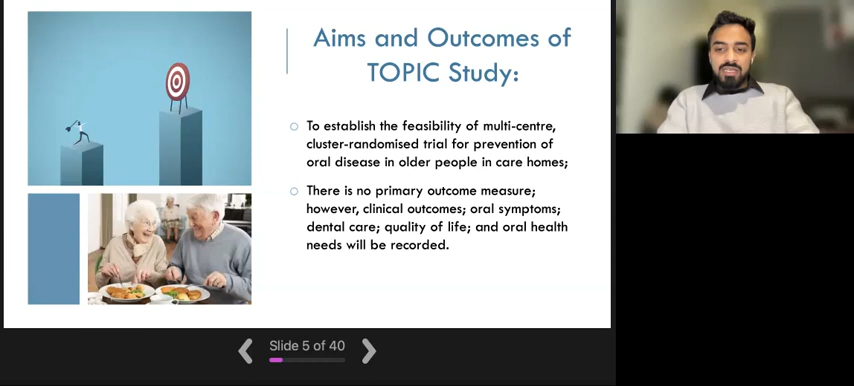 Aims and Outcomes of
TOPIC Study:
To establish the feasibility of multi-centre,
cluster-randomised trial for prevention of
oral disease in older people in care homes;
There is no primary outcome measure;
however, clinical outcomes; oral symptoms;
dental care; quality of life; and oral health
needs will be recorded.
Slide 5 of 40